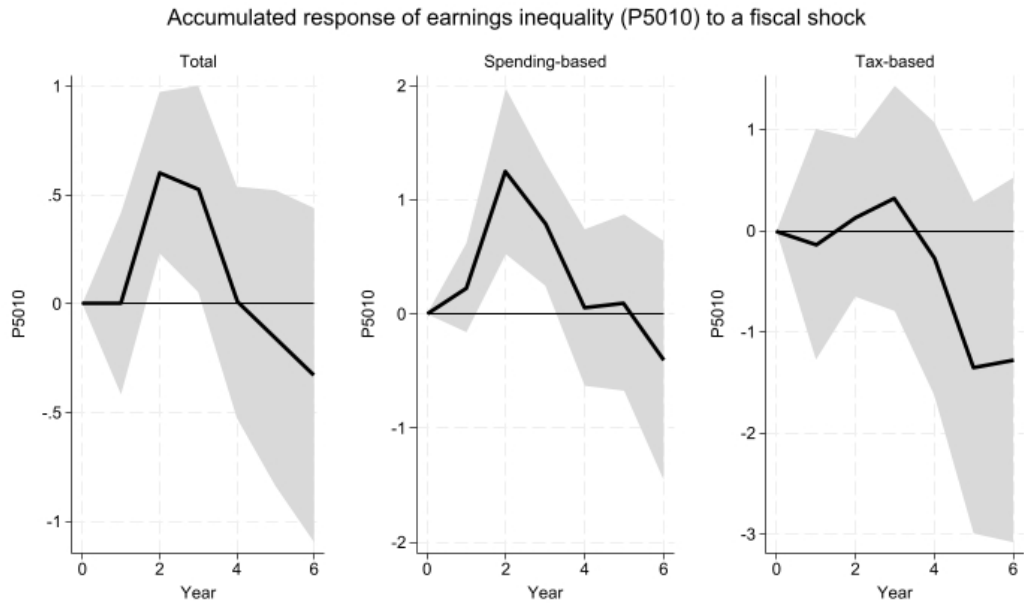 Accumulated response of earnings inequality (P5010) to a fiscal shock
Total
1
.5
0
-.5
-1
P5010
0 2 4 6
Year
Spending-based
2
1
0
-1
-2
P5010
0 2 4 6
Year
Tax-based
1
0
-1
-2
-3
P5010
0 2 4 6
Year